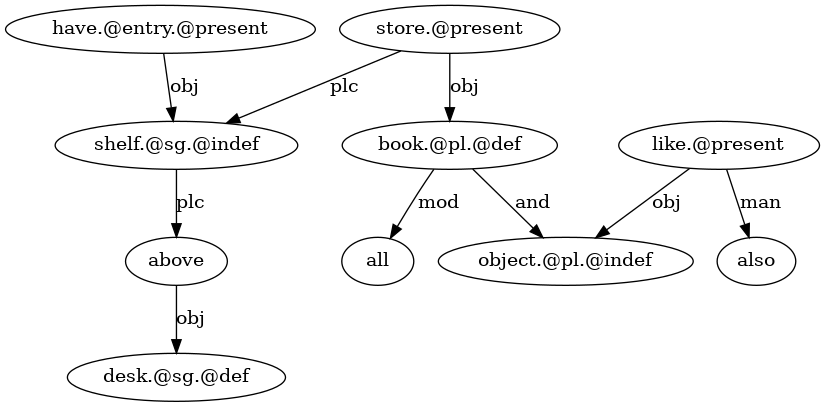 have.@entry.@present
store.@present
obj
plc
obj
shelf.@sg.@indef
book.@pl.@def
like.@present
plc
mod
and
obj
man
above
all
object.@pl.@indef
also
obj
desk.@sg.@def